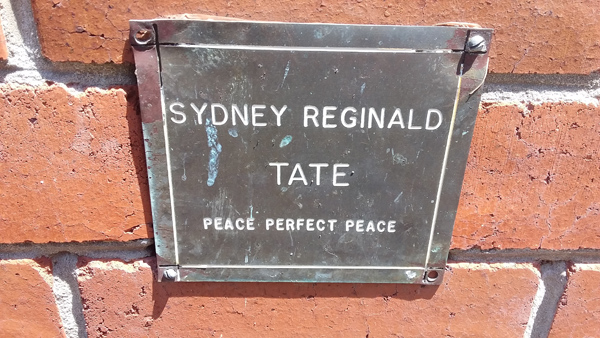 SYDNEY REGINALD
TATE
PEACE PERFECT PEACE